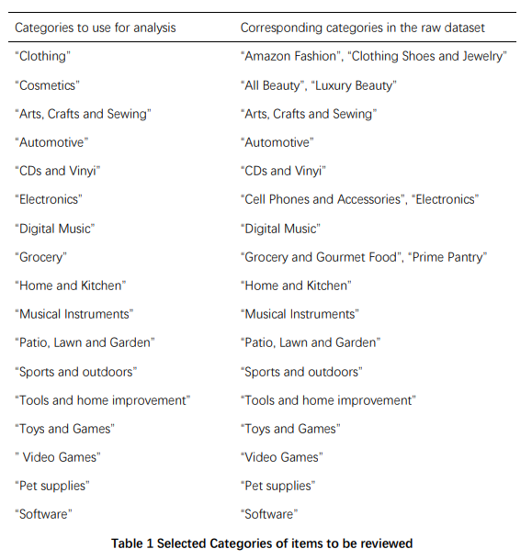 Categories to use for analysis Corresponding categories in the raw dataset
“Clothing” “Amazon Fashion”, “Clothing Shoes and Jewelry”
“Cosmetics” “All Beauty”, “Luxury Beauty”
“Arts, Crafts and Sewing” “Arts, Crafts and Sewing”
“Automotive” “Automotive”
“CDs and Vinyi” “CDs and Vinyi”
“Electronics” “Cell Phones and Accessories”, “Electronics”
“Digital Music” “Digital Music”
“Grocery” “Grocery and Gourmet Food”, “Prime Pantry”
“Home and Kitchen” “Home and Kitchen”
“Musical Instruments” “Musical Instruments”
“Patio, Lawn and Garden” “Patio, Lawn and Garden”
“Sports and outdoors” “Sports and outdoors”
“Tools and home improvement” “Tools and home improvement”
“Toys and Games” “Toys and Games”
” Video Games” “Video Games”
“Pet supplies” “Pet supplies”
“Software” “Software”
Table 1 Selected Categories of items to be reviewed